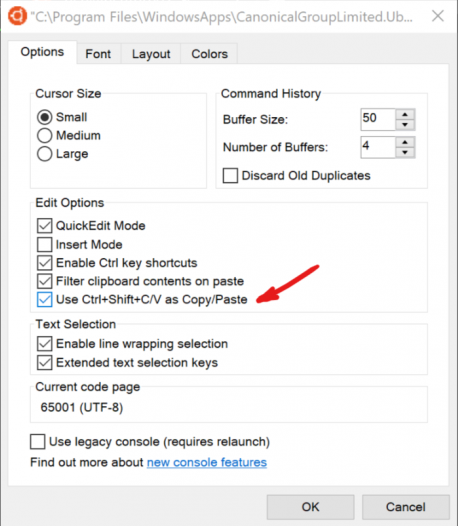 "C:\Program Files\WindowsApps\CanonicalGroupLimited.Ub...
Options
Font
Layout
Colors
Cursor Size
Small
Medium
Large
Command History
Buffer Size: 50
Number of Buffers: 4
Discard Old Duplicates
Edit Options
QuickEdit Mode
Insert Mode
Enable Ctrl key shortcuts
Filter clipboard contents on paste
Use Ctrl+Shift+C/V as Copy/Paste
Text Selection
Enable line wrapping selection
Extended text selection keys
Current code page
65001 (UTF-8)
Use legacy console (requires relaunch)
Find out more about new console features
OK
Cancel